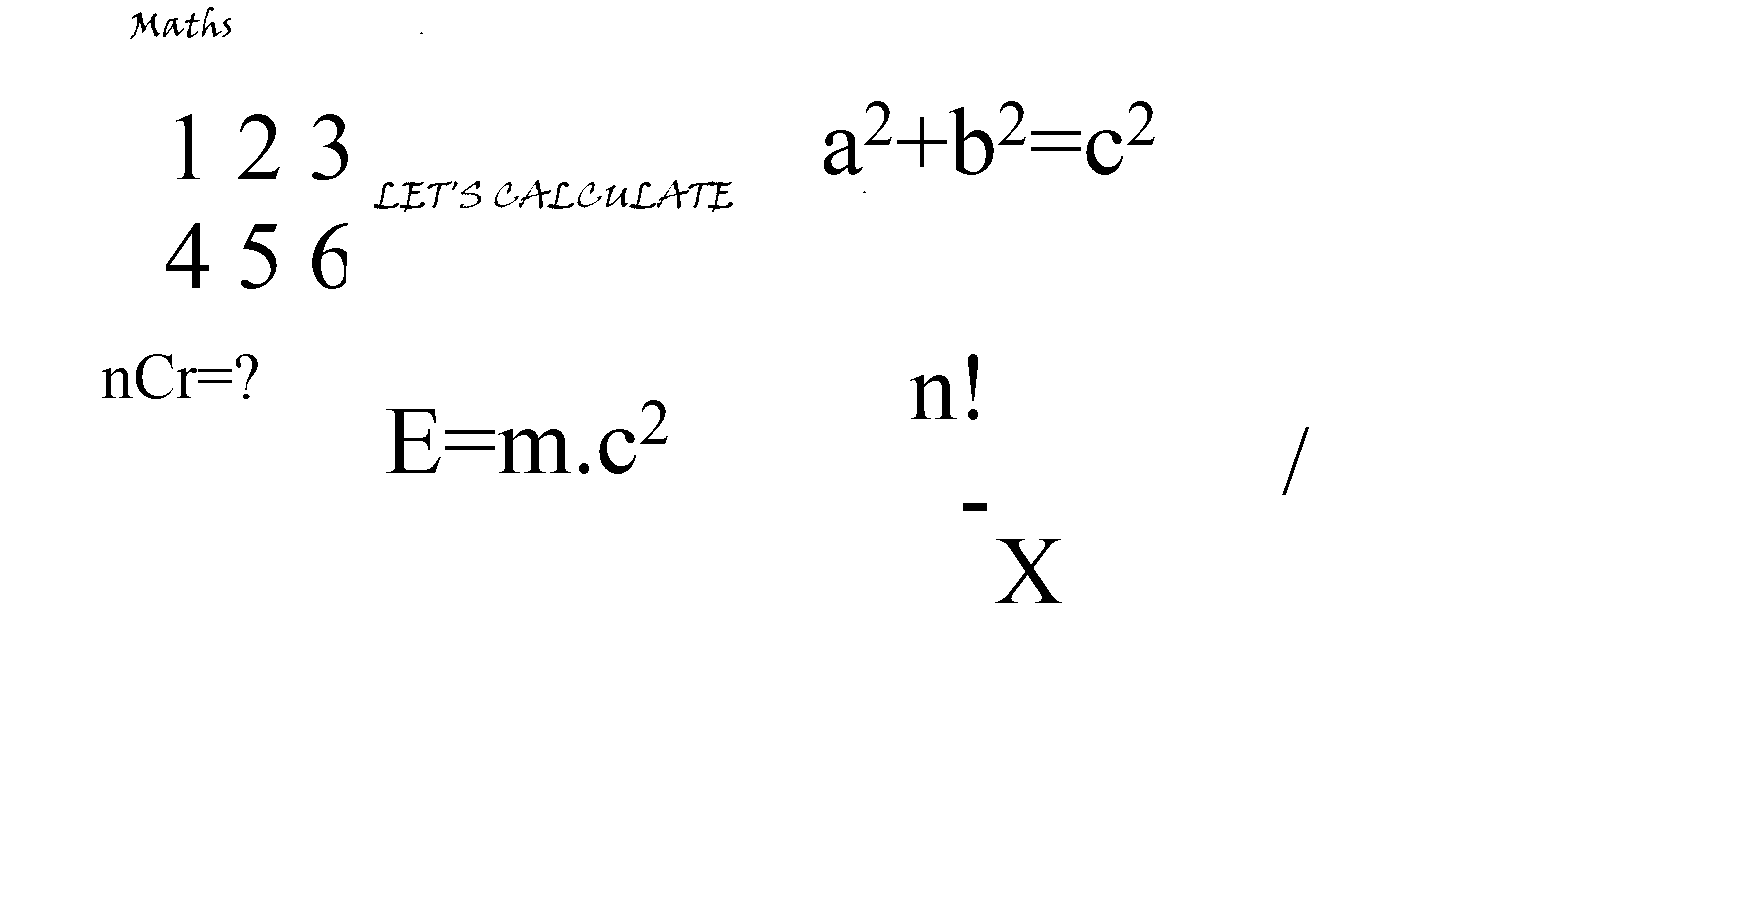 Maths
1 2 3
LET'S CALCULATE
4 5 6
a²+b²=c²
nCr=?
E=m.c²
n!
/
-
X